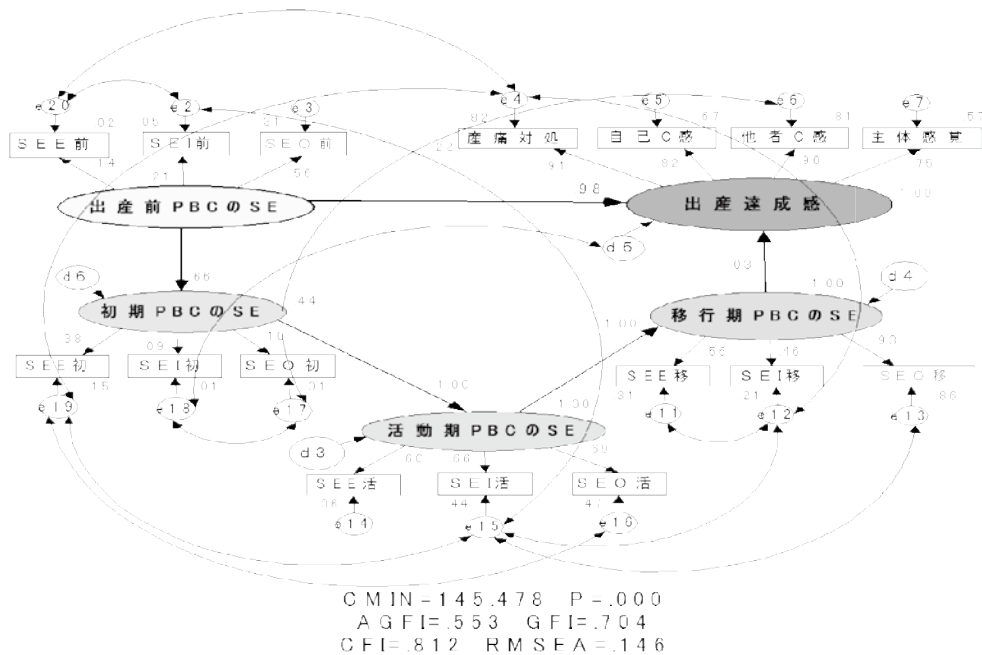 e20 e2 e3 e4 e5 e6 e7
02 05 31 82 67 81 57
SEE前 SEI前 SEO前 産痛対処 自己C感 他者C感 主体感覚
14 21 56 22 91 82 90 75
出産前PBCのSE 98 出産達成感 1.00
d5
d6 66 03 d4
初期PBCのSE 44 移行期PBCのSE 1.00
38 09 10 1.00 56 46 93
SEE初 SEI初 SEO初 SEE移 SEI移 SEO移
15 01 01 31 21 86
e19 e18 e17 1.00 1.00 e11 e12 e13
活動期PBCのSE
d3 60 66 69
SEE活 SEI活 SEO活
36 44 47
e14 e15 e16
CMIN=145.478 P=.000
AGFI=.553 GFI=.704
CFI=.812 RMSEA=.146